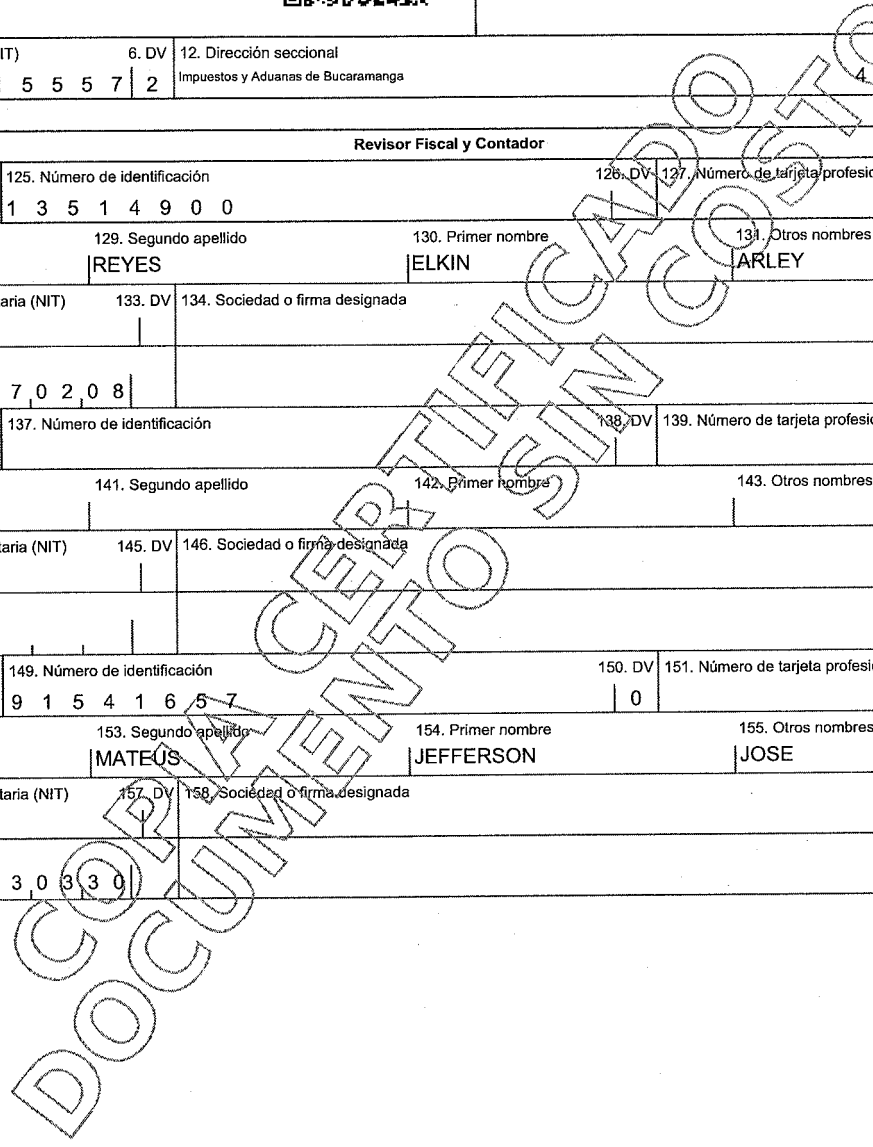 IT) 6. DV 12. Dirección seccional
5 5 5 7 2 Impuestos y Aduanas de Bucaramanga 4
Revisor Fiscal y Contador
125. Número de identificación 126. DV 127. Número de tarjeta profesio
1 3 5 1 4 9 0 0
129. Segundo apellido 130. Primer nombre 131. Otros nombres
REYES ELKIN ARLEY
aria (NIT) 133. DV 134. Sociedad o firma designada
7 0 2 0 8
137. Número de identificación 138. DV 139. Número de tarjeta profesio
141. Segundo apellido 142. Primer nombre 143. Otros nombres
taria (NIT) 145. DV 146. Sociedad o firma designada
149. Número de identificación 150. DV 151. Número de tarjeta profesio
9 1 5 4 1 6 5 7 0
153. Segundo apellido 154. Primer nombre 155. Otros nombres
MATEUS JEFFERSON JOSE
taria (NIT) 157. DV 158. Sociedad o firma designada
3 0 3 3 0
COPIA CERTIFICADO
DOCUMENTO SIN COSTO